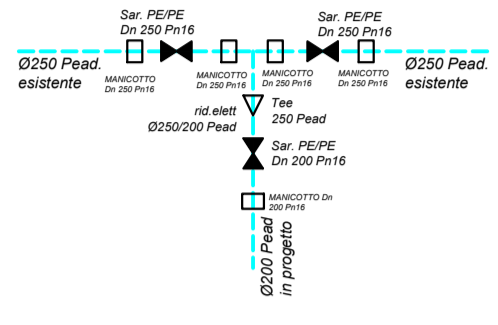 Sar. PE/PE
Dn 250 Pn16
Sar. PE/PE
Dn 250 Pn16
Ø250 Pead.
esistente
MANICOTTO
Dn 250 Pn16
MANICOTTO
Dn 250 Pn16
MANICOTTO
Dn 250 Pn16
MANICOTTO
Dn 250 Pn16
Ø250 Pead.
esistente
rid.elett
Ø250/200 Pead
Tee
250 Pead
Sar. PE/PE
Dn 200 Pn16
MANICOTTO Dn
200 Pn16
Ø200 Pead
in progetto